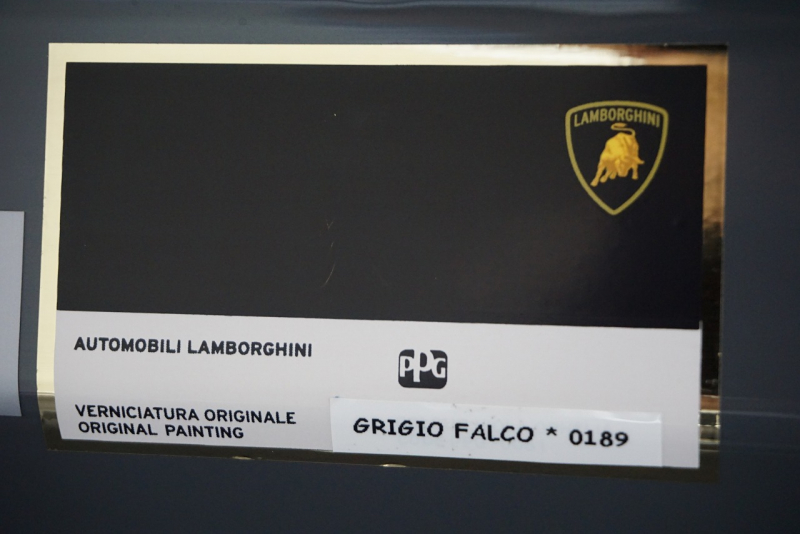 LAMBORGHINI
AUTOMOBILI LAMBORGHINI
PPG
VERNICIATURA ORIGINALE
ORIGINAL PAINTING
GRIGIO FALCO * 0189